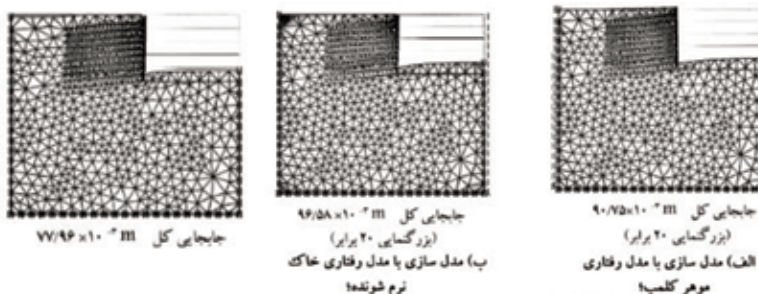 جابجایی کل ۹۰/۷۵×۱۰⁻³ m
(بزرگنمایی ۲۰ برابر)
الف) مدل سازی با مدل رفتاری
موهر کلمب؛
جابجایی کل ۹۶/۵۸×۱۰⁻³ m
(بزرگنمایی ۲۰ برابر)
ب) مدل سازی با مدل رفتاری خاک
نرم شونده؛
جابجایی کل ۷۷/۹۶×۱۰⁻³ m